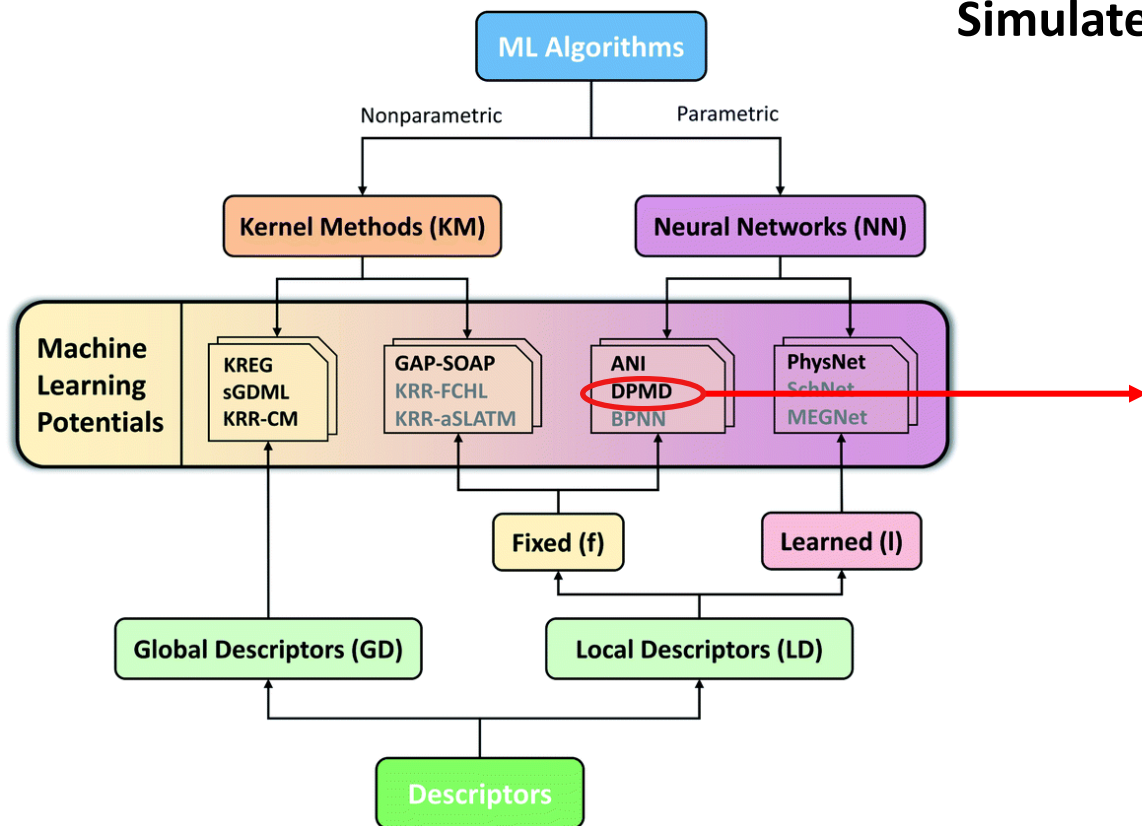 Simulate
ML Algorithms
Nonparametric
Parametric
Kernel Methods (KM)
Neural Networks (NN)
Machine
Learning
Potentials
KREG
sGDML
KRR-CM
GAP-SOAP
KRR-FCHL
KRR-aSLATM
ANI
DPMD
BPNN
PhysNet
SchNet
MEGNet
Fixed (f)
Learned (l)
Global Descriptors (GD)
Local Descriptors (LD)
Descriptors